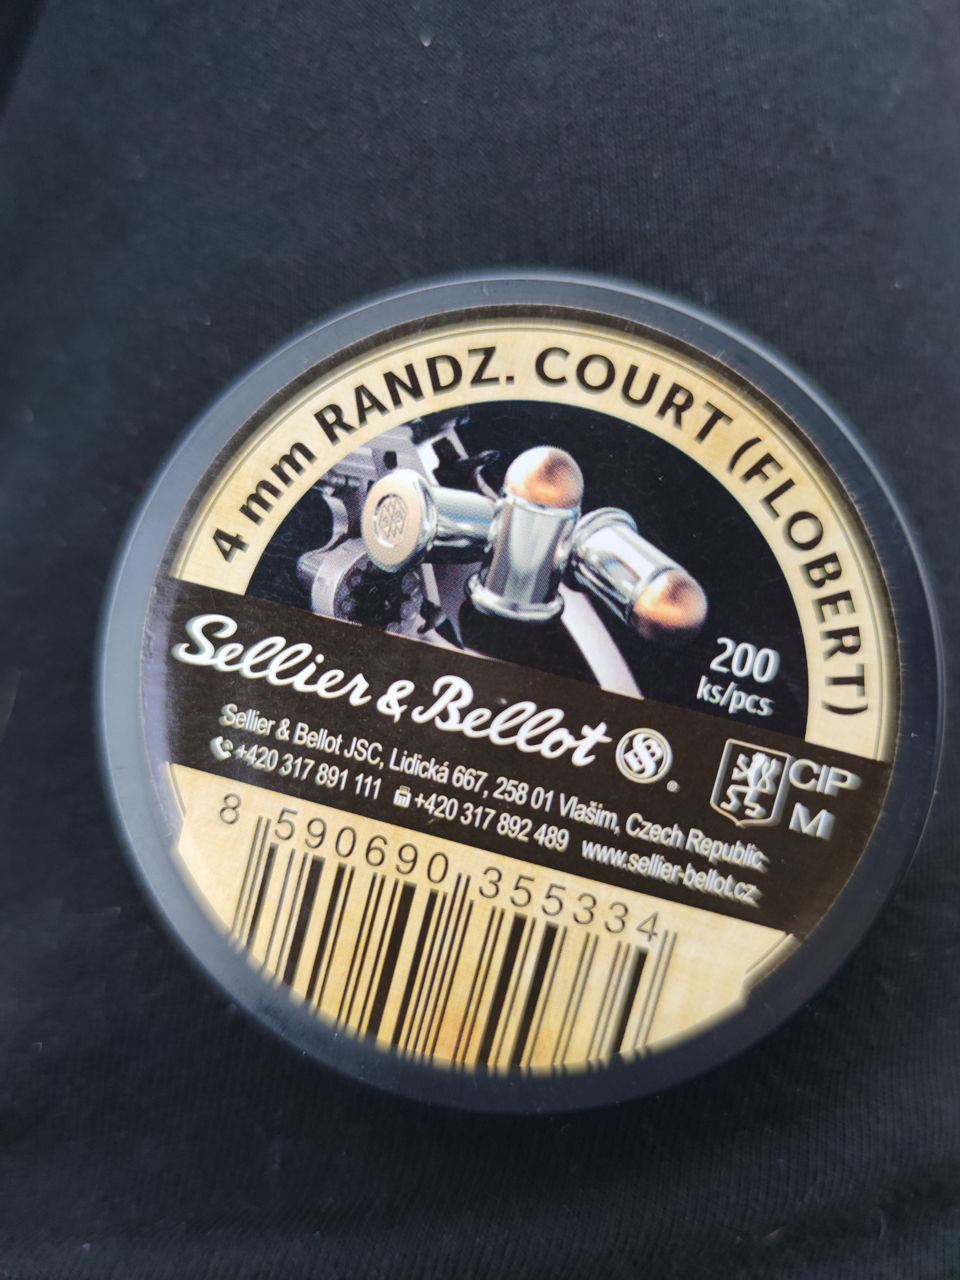 4 mm RANDZ. COURT (FLOBERT)
200
ks/pcs
Sellier & Bellot
Sellier & Bellot JSC, Lidická 667, 258 01 Vlašim, Czech Republic
+420 317 891 111 +420 317 892 489 www.sellier-bellot.cz
CIP
M
8 590690 355334